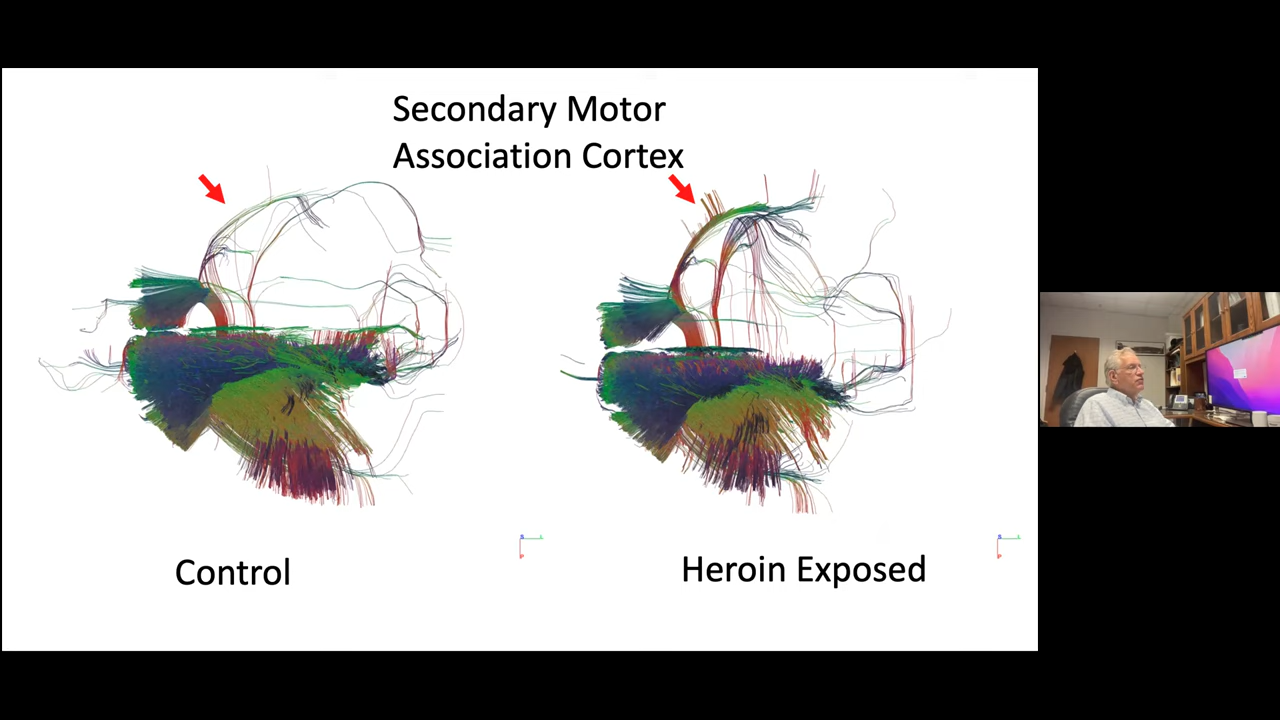 Secondary Motor
Association Cortex
Control
Heroin Exposed